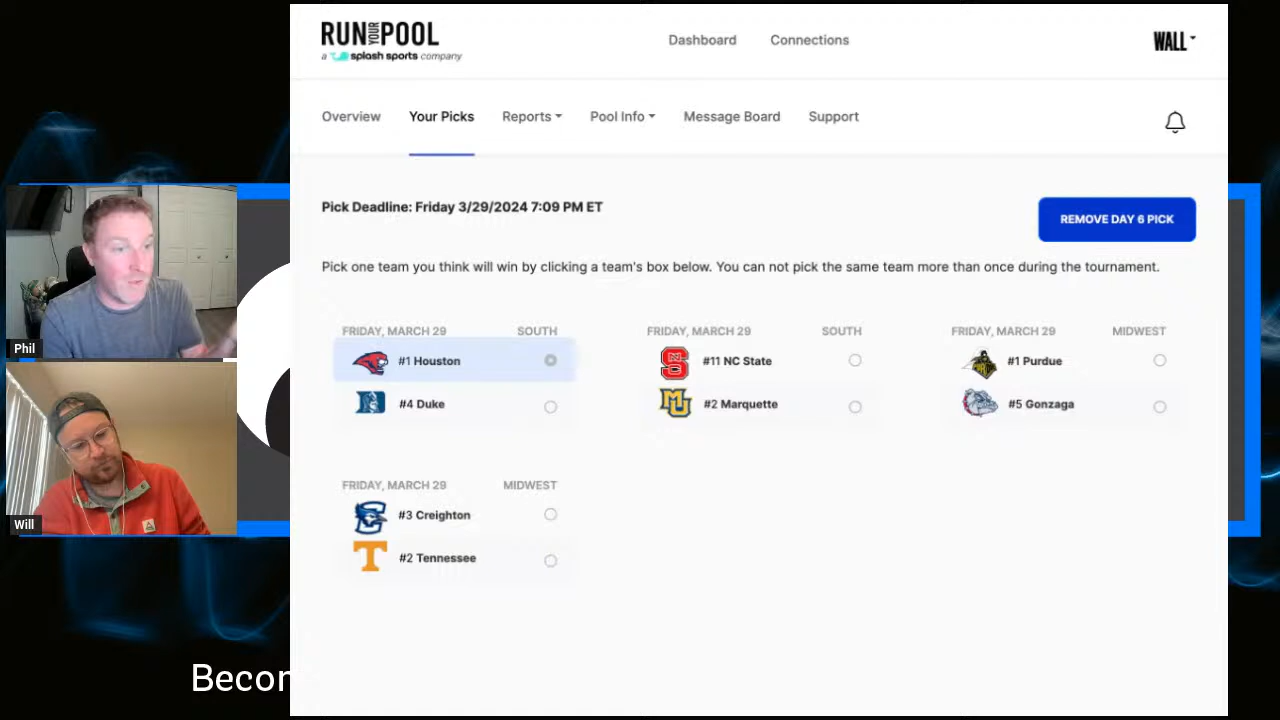 RUN YOUR POOL
a splash sports company
Dashboard
Connections
WALL
Overview
Your Picks
Reports
Pool Info
Message Board
Support
Pick Deadline: Friday 3/29/2024 7:09 PM ET
REMOVE DAY 6 PICK
Pick one team you think will win by clicking a team's box below. You can not pick the same team more than once during the tournament.
FRIDAY, MARCH 29 SOUTH
#1 Houston
#4 Duke
FRIDAY, MARCH 29 SOUTH
#11 NC State
#2 Marquette
FRIDAY, MARCH 29 MIDWEST
#1 Purdue
#5 Gonzaga
FRIDAY, MARCH 29 MIDWEST
#3 Creighton
#2 Tennessee
Phil
Will
Becom